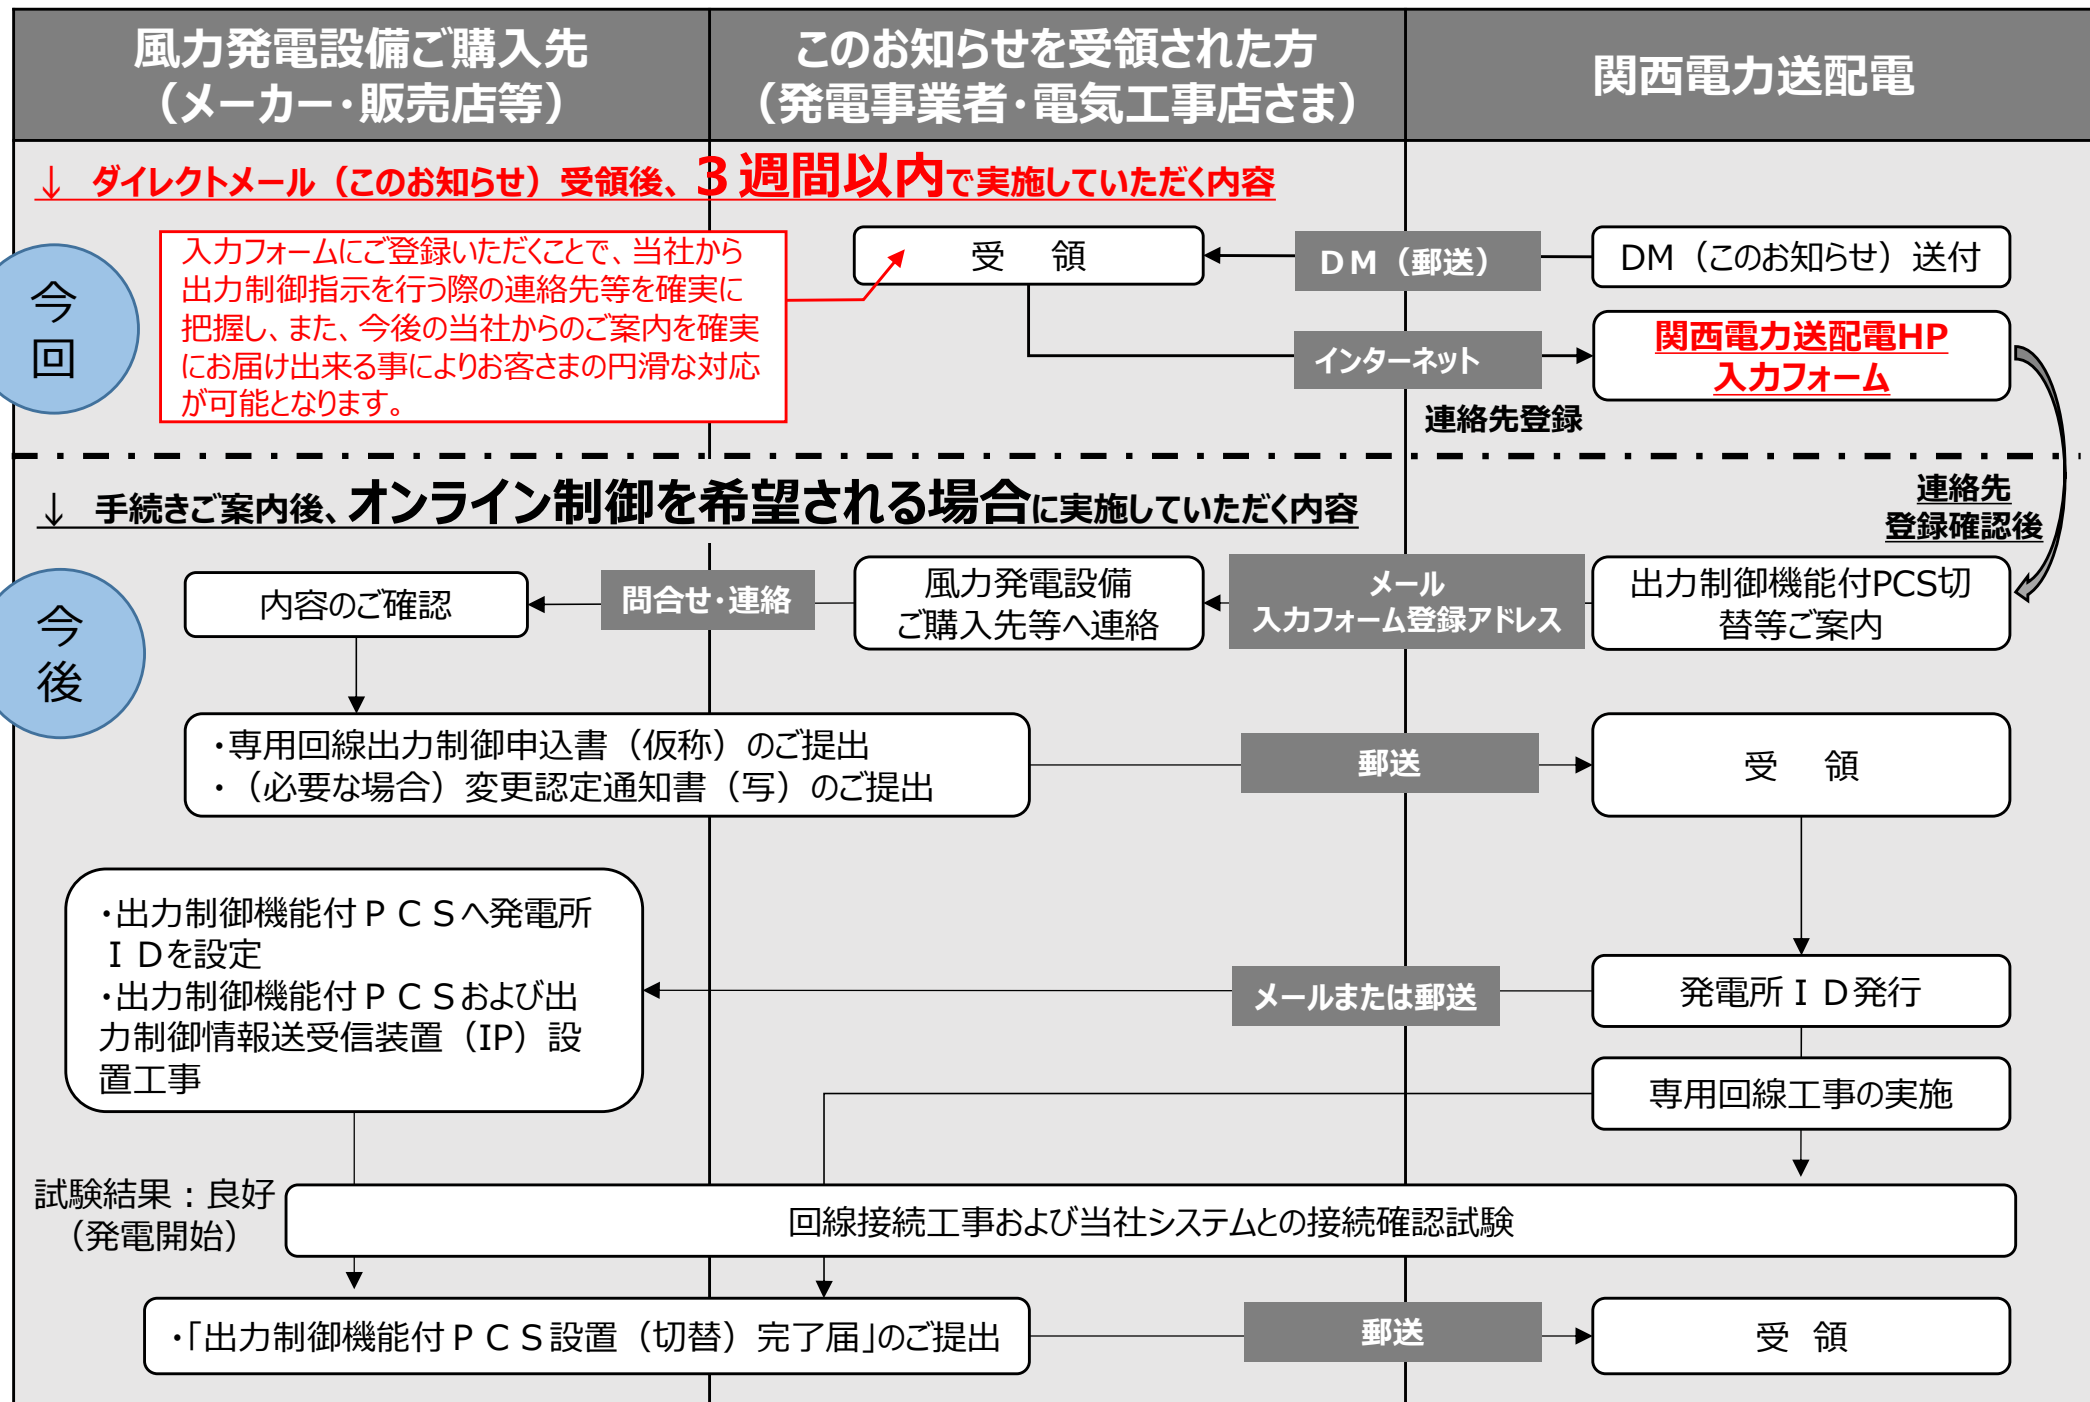 風力発電設備ご購入先
（メーカー・販売店等）
このお知らせを受領された方
（発電事業者・電気工事店さま）
関西電力送配電
↓　ダイレクトメール（このお知らせ）受領後、３週間以内で実施していただく内容
今
回
入力フォームにご登録いただくことで、当社から
出力制御指示を行う際の連絡先等を確実に
把握し、また、今後の当社からのご案内を確実
にお届け出来る事によりお客さまの円滑な対応
が可能となります。
受　領
ＤＭ（郵送）
DM（このお知らせ）送付
インターネット
関西電力送配電HP
入力フォーム
連絡先登録
↓　手続きご案内後、オンライン制御を希望される場合に実施していただく内容
連絡先
登録確認後
今
後
内容のご確認
問合せ・連絡
風力発電設備
ご購入先等へ連絡
メール
入力フォーム登録アドレス
出力制御機能付PCS切
替等ご案内
・専用回線出力制御申込書（仮称）のご提出
・（必要な場合）変更認定通知書（写）のご提出
郵送
受　領
・出力制御機能付ＰＣＳへ発電所
ＩＤを設定
・出力制御機能付ＰＣＳおよび出
力制御情報送受信装置（IP）設
置工事
メールまたは郵送
発電所ＩＤ発行
専用回線工事の実施
試験結果：良好
（発電開始）
回線接続工事および当社システムとの接続確認試験
・「出力制御機能付ＰＣＳ設置（切替）完了届」のご提出
郵送
受 領